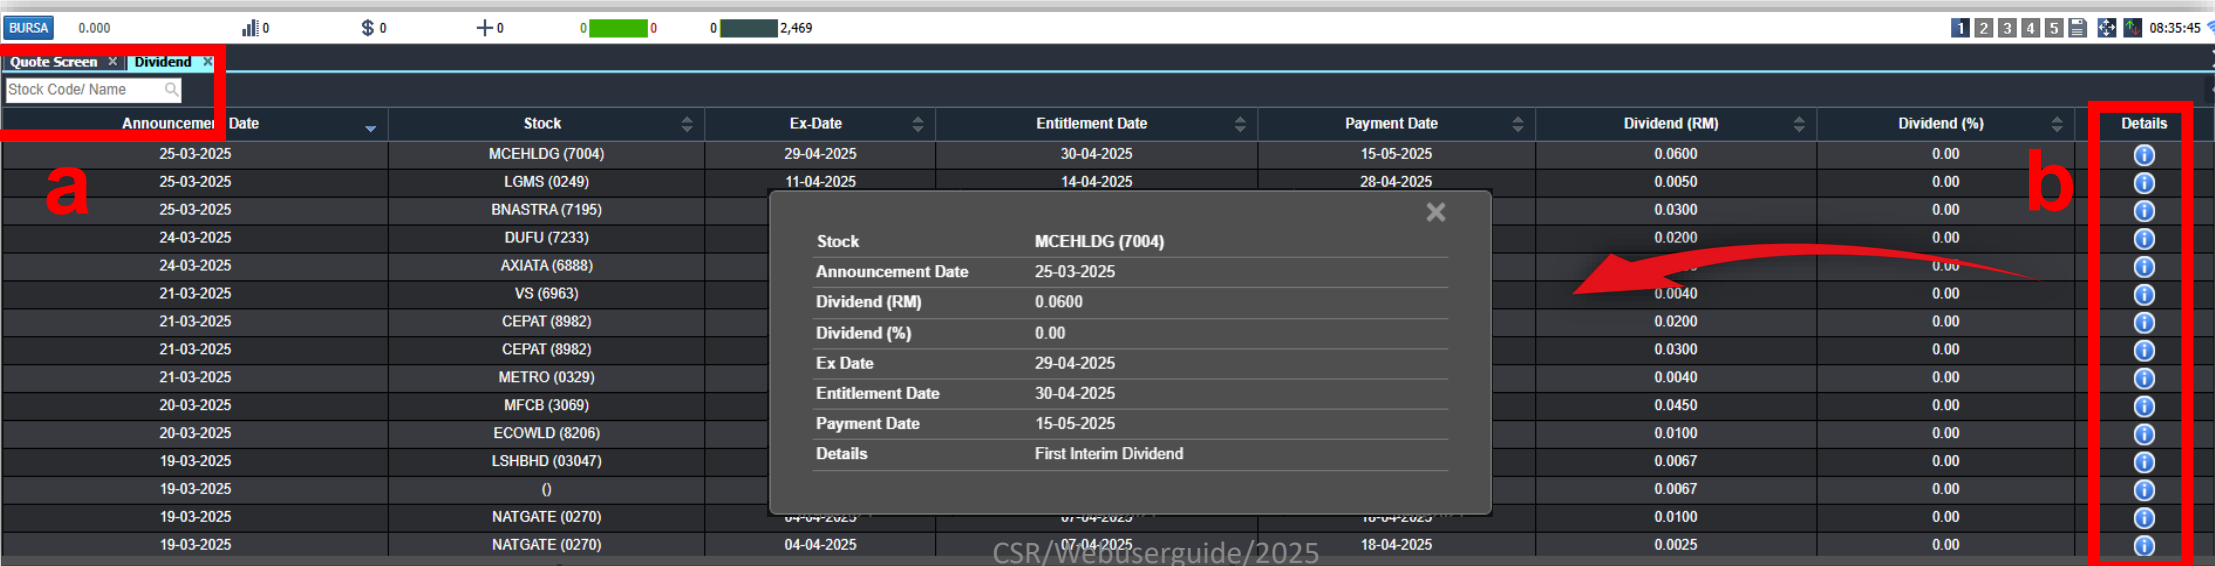 BURSA 0.000 0 $ 0 0 0 0 0 2,469 1 2 3 4 5 08:35:45
Quote Screen × Dividend ×
Stock Code/ Name
Announcement Date Stock Ex-Date Entitlement Date Payment Date Dividend (RM) Dividend (%) Details
25-03-2025 MCEHLDG (7004) 29-04-2025 30-04-2025 15-05-2025 0.0600 0.00
25-03-2025 LGMS (0249) 11-04-2025 14-04-2025 28-04-2025 0.0050 0.00
25-03-2025 BNASTRA (7195) 0.0300 0.00
24-03-2025 DUFU (7233) 0.0200 0.00
24-03-2025 AXIATA (6888) 0.00
21-03-2025 VS (6963) 0.0040 0.00
21-03-2025 CEPAT (8982) 0.0200 0.00
21-03-2025 CEPAT (8982) 0.0300 0.00
21-03-2025 METRO (0329) 0.0040 0.00
20-03-2025 MFCB (3069) 0.0450 0.00
20-03-2025 ECOWLD (8206) 0.0100 0.00
19-03-2025 LSHBHD (03047) 0.0067 0.00
19-03-2025 () 0.0067 0.00
19-03-2025 NATGATE (0270) 04-04-2025 07-04-2025 18-04-2025 0.0100 0.00
19-03-2025 NATGATE (0270) 04-04-2025 07-04-2025 18-04-2025 0.0025 0.00
a
b
Stock MCEHLDG (7004)
Announcement Date 25-03-2025
Dividend (RM) 0.0600
Dividend (%) 0.00
Ex Date 29-04-2025
Entitlement Date 30-04-2025
Payment Date 15-05-2025
Details First Interim Dividend
CSR/Webuserguide/2025